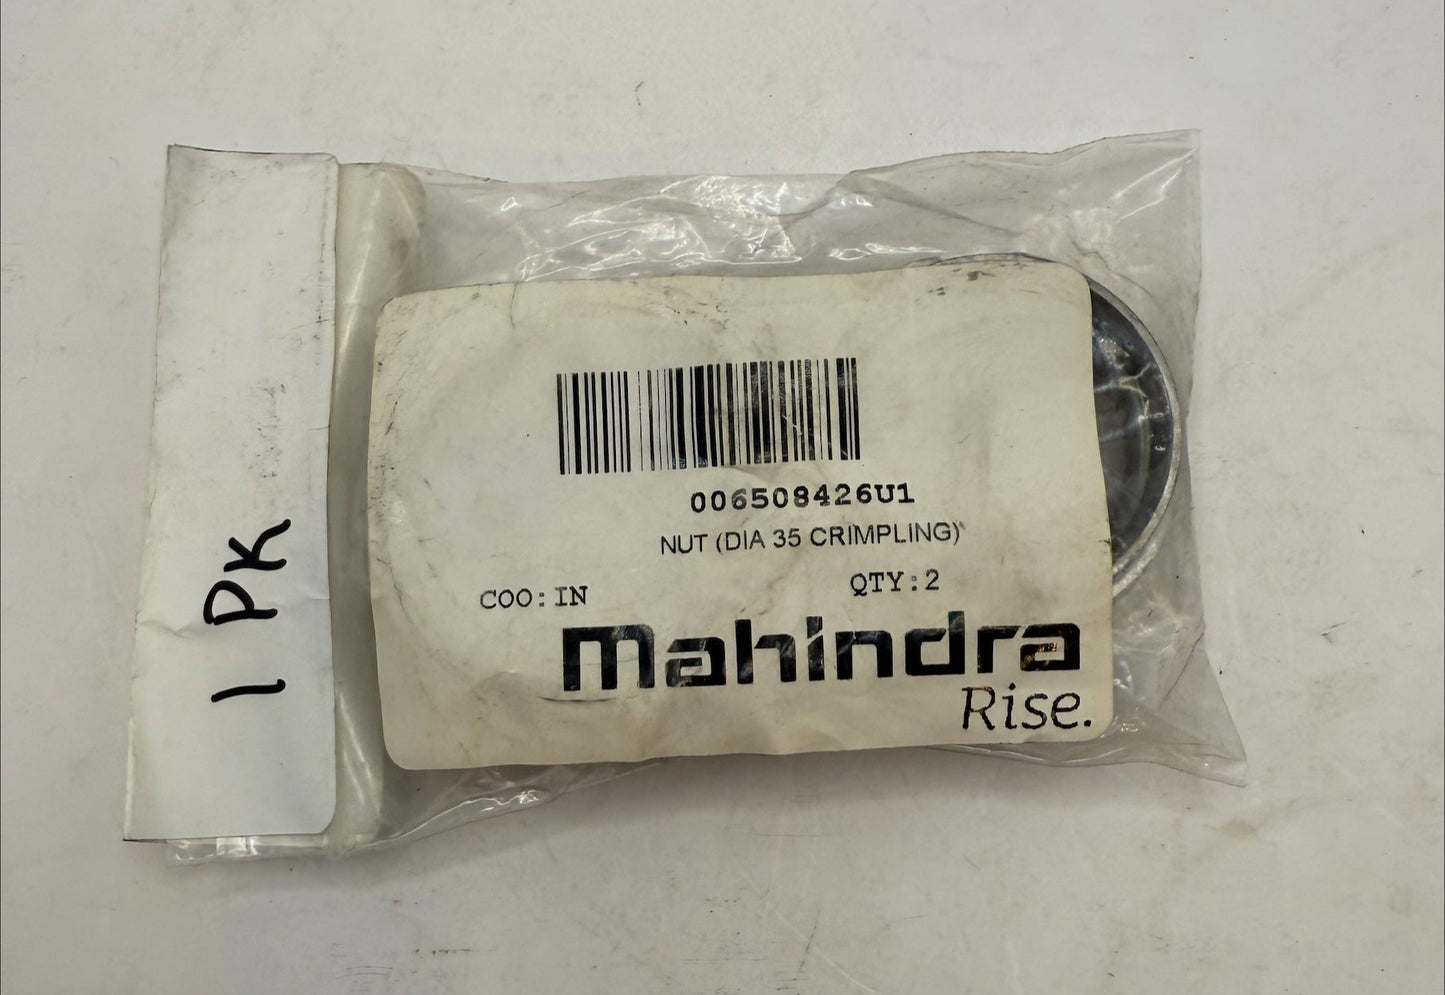 1 PK
006508426U1
NUT (DIA 35 CRIMPLING)
COO:IN QTY:2
mahindra
Rise.